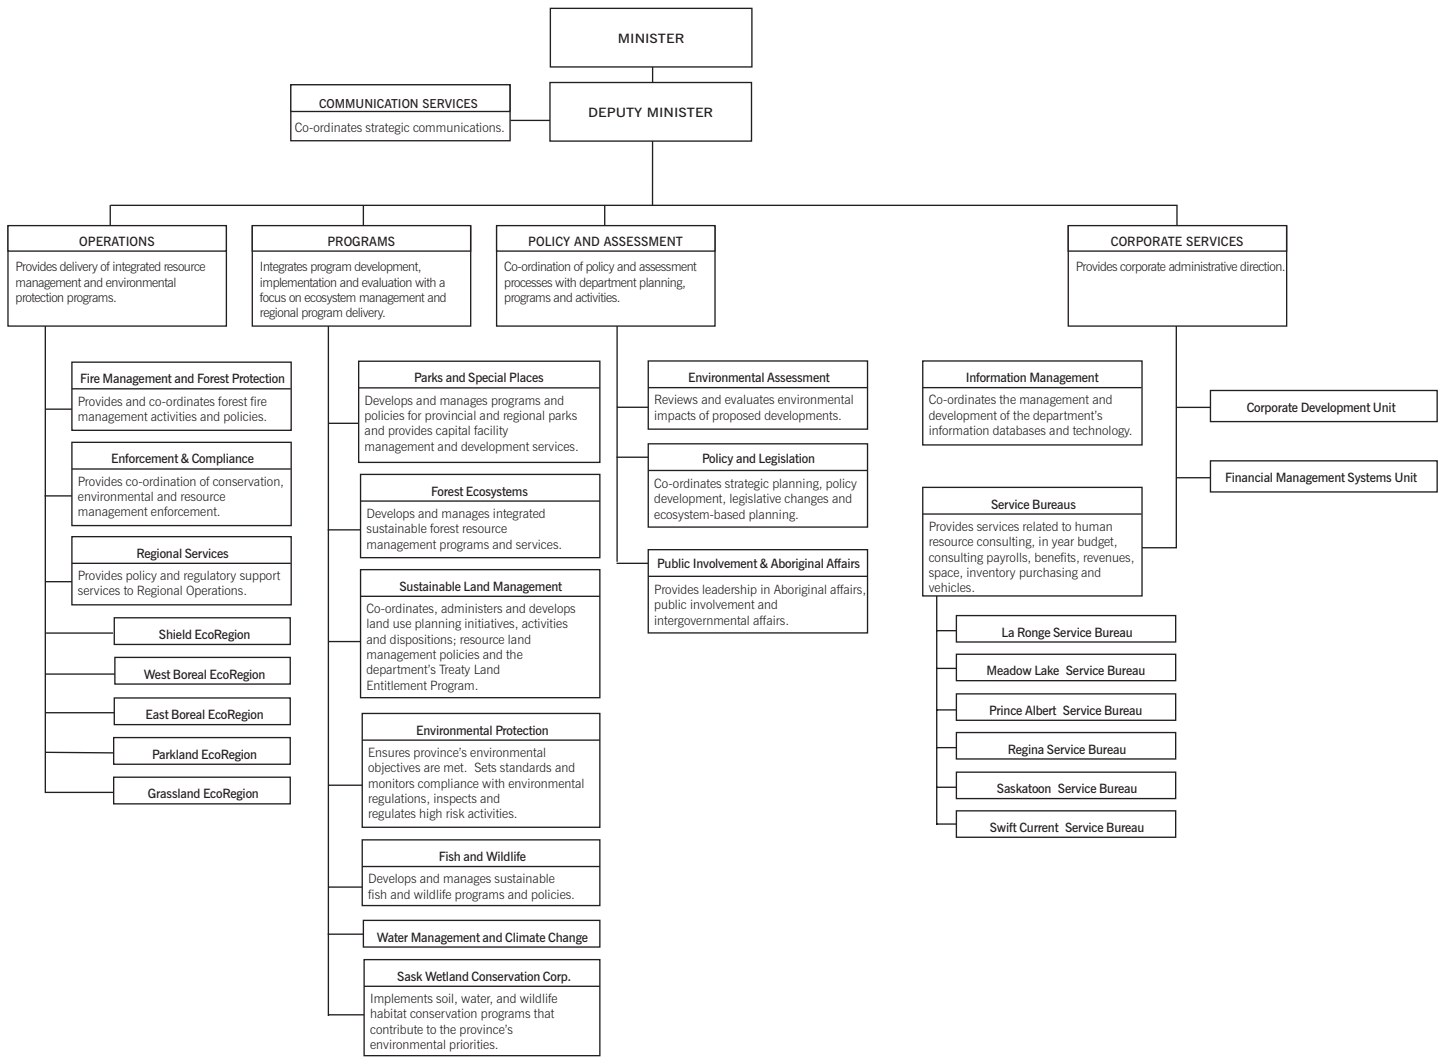 MINISTER
DEPUTY MINISTER
COMMUNICATION SERVICES
Co-ordinates strategic communications.
OPERATIONS
Provides delivery of integrated resource
management and environmental
protection programs.
Fire Management and Forest Protection
Provides and co-ordinates forest fire
management activities and policies.
Enforcement & Compliance
Provides co-ordination of conservation,
environmental and resource
management enforcement.
Regional Services
Provides policy and regulatory support
services to Regional Operations.
Shield EcoRegion
West Boreal EcoRegion
East Boreal EcoRegion
Parkland EcoRegion
Grassland EcoRegion
PROGRAMS
Integrates program development,
implementation and evaluation with a
focus on ecosystem management and
regional program delivery.
Parks and Special Places
Develops and manages programs and
policies for provincial and regional parks
and provides capital facility
management and development services.
Forest Ecosystems
Develops and manages integrated
sustainable forest resource
management programs and services.
Sustainable Land Management
Co-ordinates, administers and develops
land use planning initiatives, activities
and dispositions; resource land
management policies and the
department's Treaty Land
Entitlement Program.
Environmental Protection
Ensures province's environmental
objectives are met. Sets standards and
monitors compliance with environmental
regulations, inspects and
regulates high risk activities.
Fish and Wildlife
Develops and manages sustainable
fish and wildlife programs and policies.
Water Management and Climate Change
Sask Wetland Conservation Corp.
Implements soil, water, and wildlife
habitat conservation programs that
contribute to the province's
environmental priorities.
POLICY AND ASSESSMENT
Co-ordination of policy and assessment
processes with department planning,
programs and activities.
Environmental Assessment
Reviews and evaluates environmental
impacts of proposed developments.
Policy and Legislation
Co-ordinates strategic planning, policy
development, legislative changes and
ecosystem-based planning.
Public Involvement & Aboriginal Affairs
Provides leadership in Aboriginal affairs,
public involvement and
intergovernmental affairs.
CORPORATE SERVICES
Provides corporate administrative direction.
Information Management
Co-ordinates the management and
development of the department's
information databases and technology.
Corporate Development Unit
Financial Management Systems Unit
Service Bureaus
Provides services related to human
resource consulting, in year budget,
consulting payrolls, benefits, revenues,
space, inventory purchasing and
vehicles.
La Ronge Service Bureau
Meadow Lake Service Bureau
Prince Albert Service Bureau
Regina Service Bureau
Saskatoon Service Bureau
Swift Current Service Bureau